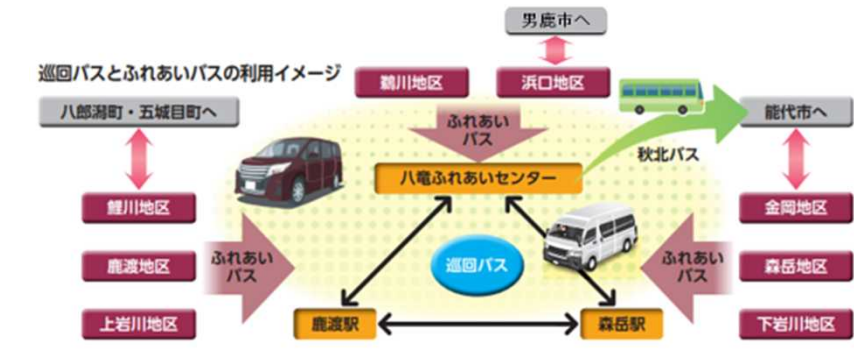 男鹿市へ
巡回バスとふれあいバスの利用イメージ
鵜川地区
浜口地区
八郎潟町・五城目町へ
能代市へ
ふれあい
バス
秋北バス
八竜ふれあいセンター
鯉川地区
金岡地区
鹿渡地区
ふれあい
バス
巡回バス
ふれあい
バス
森岳地区
上岩川地区
鹿渡駅
森岳駅
下岩川地区